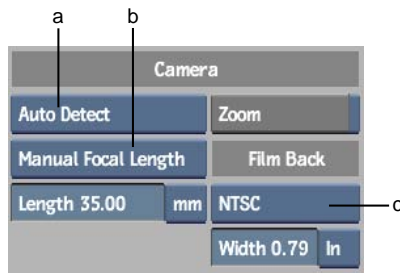 a b
Camera
Auto Detect Zoom
Manual Focal Length Film Back
Length 35.00 mm NTSC c
Width 0.79 In